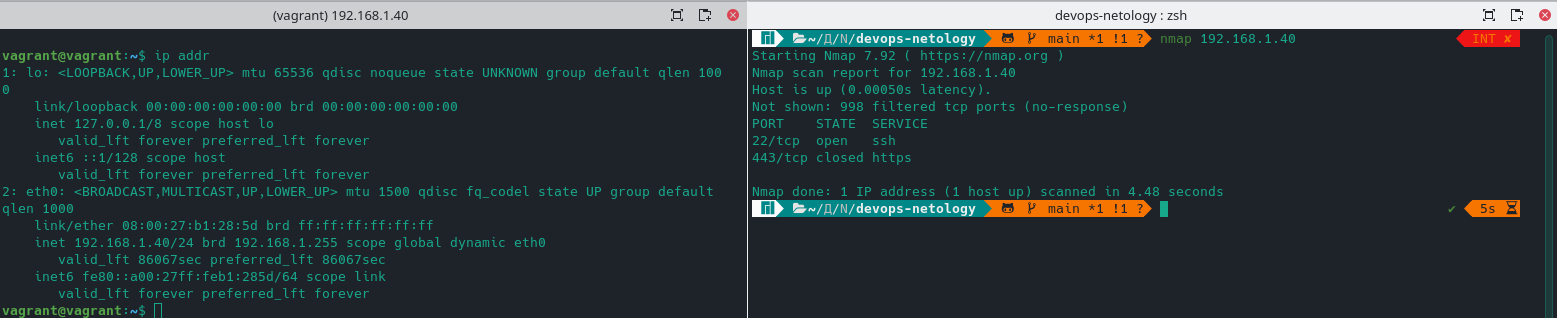 (vagrant) 192.168.1.40
vagrant@vagrant:~$ ip addr
1: lo: <LOOPBACK,UP,LOWER_UP> mtu 65536 qdisc noqueue state UNKNOWN group default qlen 100
0
    link/loopback 00:00:00:00:00:00 brd 00:00:00:00:00:00
    inet 127.0.0.1/8 scope host lo
       valid_lft forever preferred_lft forever
    inet6 ::1/128 scope host
       valid_lft forever preferred_lft forever
2: eth0: <BROADCAST,MULTICAST,UP,LOWER_UP> mtu 1500 qdisc fq_codel state UP group default
qlen 1000
    link/ether 08:00:27:b1:28:5d brd ff:ff:ff:ff:ff:ff
    inet 192.168.1.40/24 brd 192.168.1.255 scope global dynamic eth0
       valid_lft 86067sec preferred_lft 86067sec
    inet6 fe80::a00:27ff:feb1:285d/64 scope link
       valid_lft forever preferred_lft forever
vagrant@vagrant:~$
devops-netology : zsh
~/Д/N/devops-netology main *1 !1 ? nmap 192.168.1.40 INT ✘
Starting Nmap 7.92 ( https://nmap.org )
Nmap scan report for 192.168.1.40
Host is up (0.00050s latency).
Not shown: 998 filtered tcp ports (no-response)
PORT    STATE  SERVICE
22/tcp  open   ssh
443/tcp closed https
Nmap done: 1 IP address (1 host up) scanned in 4.48 seconds
~/Д/N/devops-netology main *1 !1 ? ✔ 5s